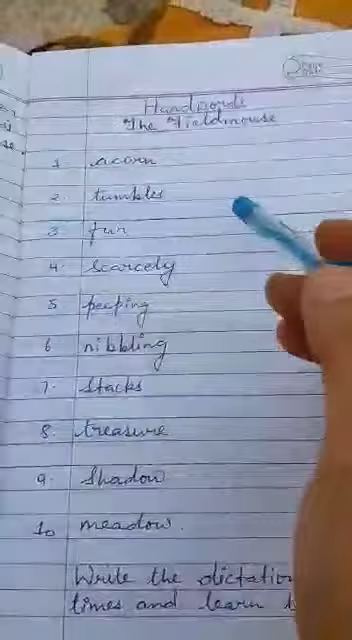 Hardwords
The Fieldmouse
1. acorn
2. tumbles
3. fur
4. scarcely
5. peeping
6 nibbling
7. stacks
8. treasure
9. shadow
10 meadow.
Write the dictation
times and learn